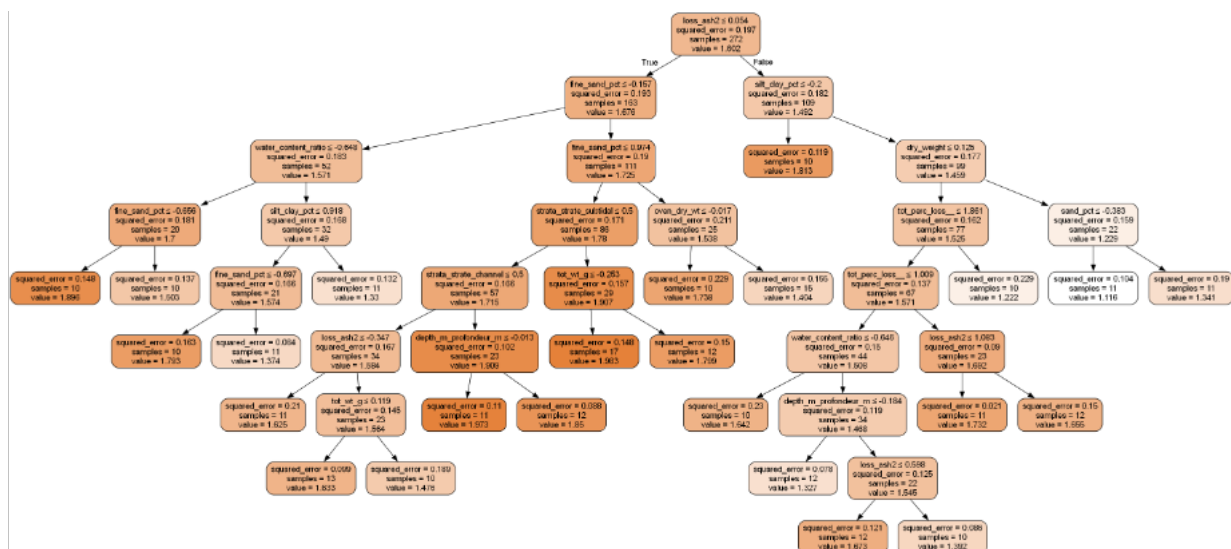 loss_ash2 ≤ 0.054
squared_error = 0.197
samples = 272
value = 1.602
True
False
fine_sand_pct ≤ -0.157
squared_error = 0.193
samples = 163
value = 1.676
silt_clay_pct ≤ -0.2
squared_error = 0.182
samples = 109
value = 1.492
water_content_ratio ≤ -0.648
squared_error = 0.183
samples = 52
value = 1.571
fine_sand_pct ≤ 0.974
squared_error = 0.19
samples = 111
value = 1.725
squared_error = 0.119
samples = 10
value = 1.813
dry_weight ≤ 0.125
squared_error = 0.177
samples = 99
value = 1.459
fine_sand_pct ≤ -0.656
squared_error = 0.181
samples = 20
value = 1.7
silt_clay_pct ≤ 0.918
squared_error = 0.168
samples = 32
value = 1.49
strata_strate_subtidal ≤ 0.5
squared_error = 0.171
samples = 86
value = 1.78
oven_dry_wt ≤ -0.017
squared_error = 0.211
samples = 25
value = 1.538
tot_perc_loss__ ≤ 1.861
squared_error = 0.162
samples = 77
value = 1.525
sand_pct ≤ -0.383
squared_error = 0.159
samples = 22
value = 1.229
squared_error = 0.148
samples = 10
value = 1.896
squared_error = 0.137
samples = 10
value = 1.503
fine_sand_pct ≤ -0.697
squared_error = 0.166
samples = 21
value = 1.574
squared_error = 0.132
samples = 11
value = 1.33
strata_strate_channel ≤ 0.5
squared_error = 0.166
samples = 57
value = 1.715
tot_wt_g ≤ -0.263
squared_error = 0.157
samples = 29
value = 1.907
squared_error = 0.229
samples = 10
value = 1.738
squared_error = 0.155
samples = 15
value = 1.404
tot_perc_loss__ ≤ 1.009
squared_error = 0.137
samples = 67
value = 1.571
squared_error = 0.229
samples = 10
value = 1.222
squared_error = 0.104
samples = 11
value = 1.116
squared_error = 0.19
samples = 11
value = 1.341
squared_error = 0.163
samples = 10
value = 1.793
squared_error = 0.064
samples = 11
value = 1.374
loss_ash2 ≤ -0.347
squared_error = 0.167
samples = 34
value = 1.584
depth_m_profondeur_m ≤ -0.013
squared_error = 0.102
samples = 23
value = 1.909
squared_error = 0.148
samples = 17
value = 1.983
squared_error = 0.15
samples = 12
value = 1.799
water_content_ratio ≤ -0.648
squared_error = 0.15
samples = 44
value = 1.508
loss_ash2 ≤ 1.063
squared_error = 0.09
samples = 23
value = 1.692
squared_error = 0.21
samples = 11
value = 1.625
tot_wt_g ≤ 0.119
squared_error = 0.145
samples = 23
value = 1.564
squared_error = 0.11
samples = 11
value = 1.973
squared_error = 0.088
samples = 12
value = 1.85
squared_error = 0.23
samples = 10
value = 1.642
depth_m_profondeur_m ≤ -0.184
squared_error = 0.119
samples = 34
value = 1.468
squared_error = 0.021
samples = 11
value = 1.732
squared_error = 0.15
samples = 12
value = 1.655
squared_error = 0.099
samples = 13
value = 1.633
squared_error = 0.189
samples = 10
value = 1.476
squared_error = 0.078
samples = 12
value = 1.327
loss_ash2 ≤ 0.598
squared_error = 0.125
samples = 22
value = 1.545
squared_error = 0.121
samples = 12
value = 1.673
squared_error = 0.088
samples = 10
value = 1.392